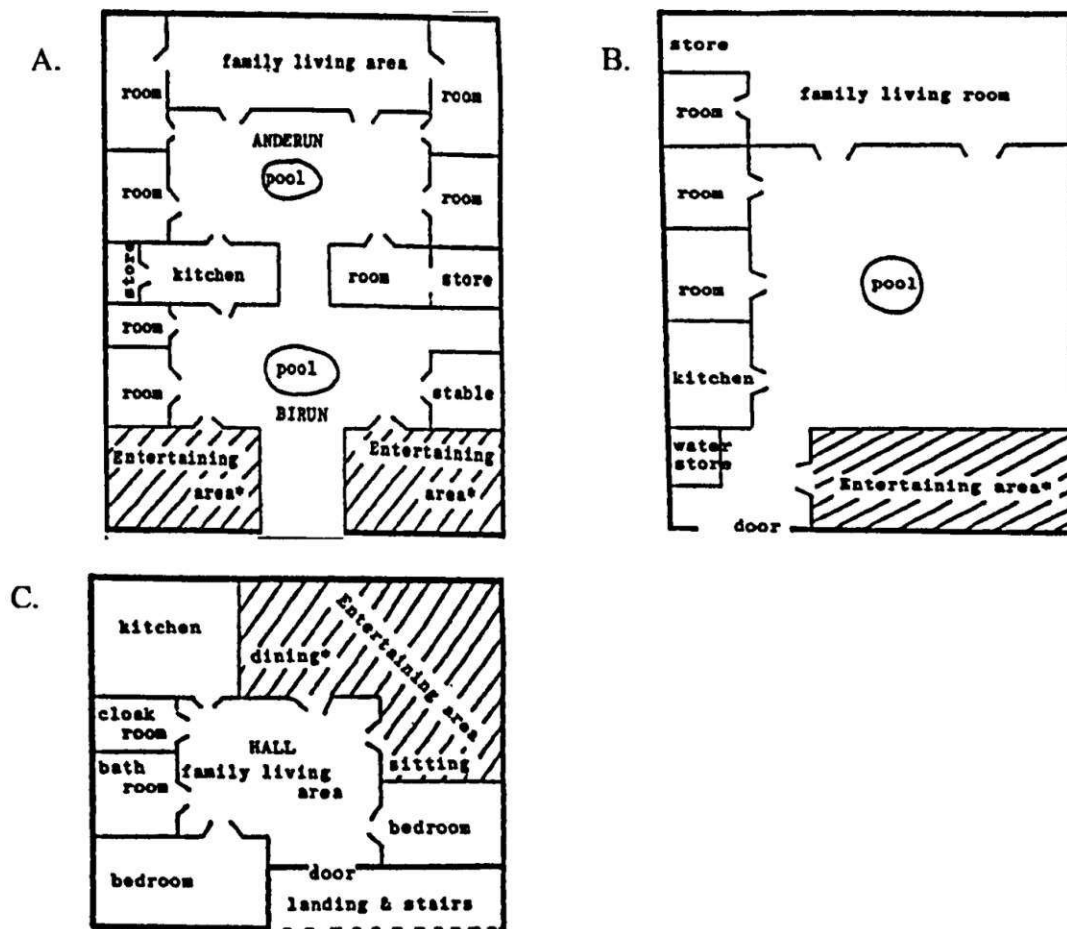 A.
family living area
room
room
ANDERUN
pool
room
room
store
kitchen
room
store
room
pool
room
stable
BIRUN
Entertaining
area*
Entertaining
area*
B.
store
family living room
room
room
pool
room
kitchen
water
store
Entertaining area*
door
C.
kitchen
Entertaining area
dining*
cloak
room
HALL
family living
area
sitting
bath
room
bedroom
bedroom
door
landing & stairs